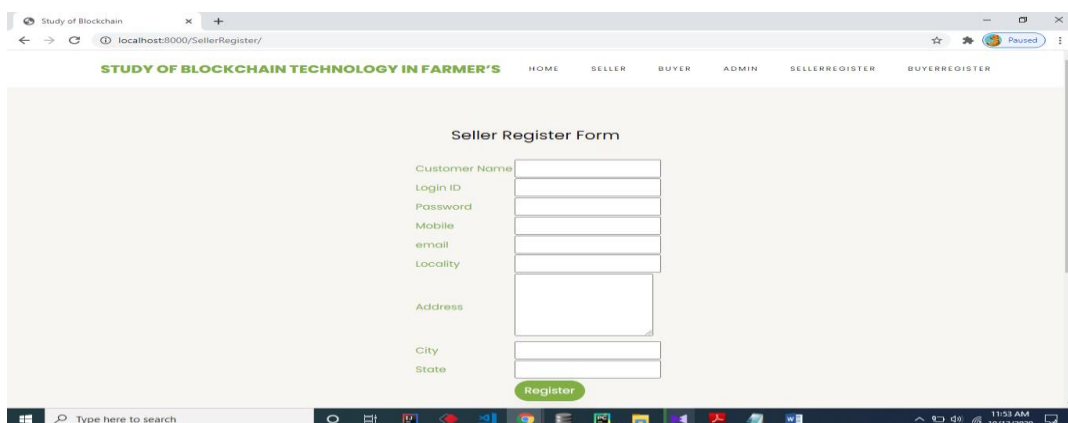 Study of Blockchain
localhost:8000/SellerRegister/
Paused
STUDY OF BLOCKCHAIN TECHNOLOGY IN FARMER'S HOME SELLER BUYER ADMIN SELLERREGISTER BUYERREGISTER
Seller Register Form
Customer Name
Login ID
Password
Mobile
email
Locality
Address
City
State
Register
Type here to search
11:53 AM